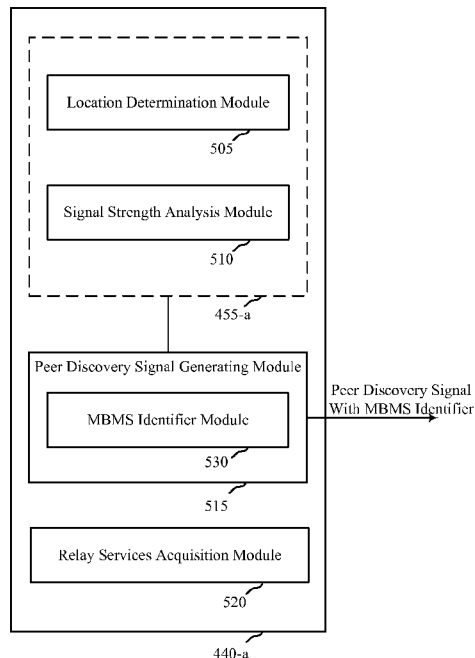 Location Determination Module
505
Signal Strength Analysis Module
510
455-a
Peer Discovery Signal Generating Module
MBMS Identifier Module
530
515
Peer Discovery Signal
With MBMS Identifier
Relay Services Acquisition Module
520
440-a